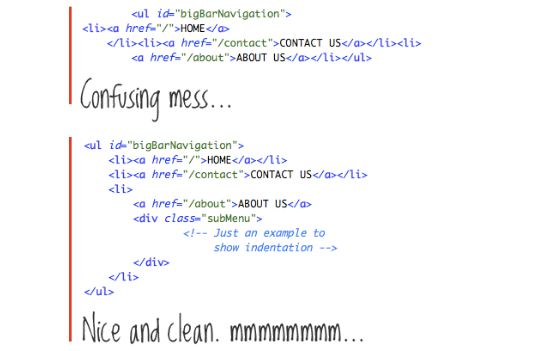 <ul id="bigBarNavigation">
<li><a href="/">HOME</a>
</li><li><a href="/contact">CONTACT US</a></li><li>
<a href="/about">ABOUT US</a></li></ul>
Confusing mess...
<ul id="bigBarNavigation">
<li><a href="/">HOME</a></li>
<li><a href="/contact">CONTACT US</a></li>
<li>
<a href="/about">ABOUT US</a>
<div class="subMenu">
<!-- Just an example to
show indentation -->
</div>
</li>
</ul>
Nice and clean. mmmmmmmm...